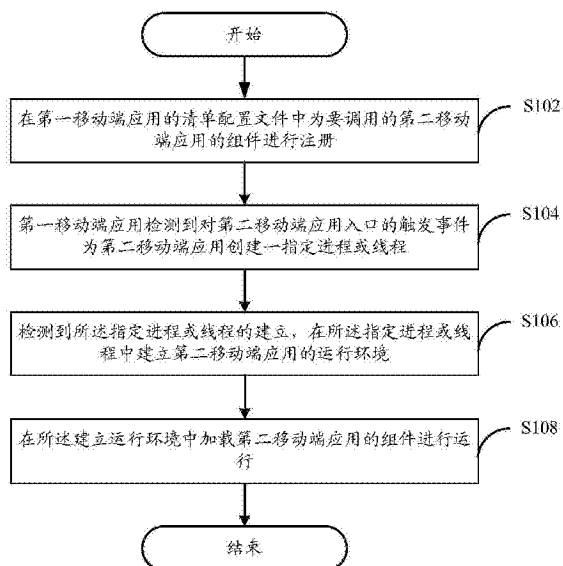 开始
S102
在第一移动端应用的清单配置文件中为要调用的第二移动
端应用的组件进行注册
S104
第一移动端应用检测到对第二移动端应用入口的触发事件
为第二移动端应用创建一指定进程或线程
S106
检测到所述指定进程或线程的建立，在所述指定进程或线
程中建立第二移动端应用的运行环境
S108
在所述建立运行环境中加载第二移动端应用的组件进行运
行
结束